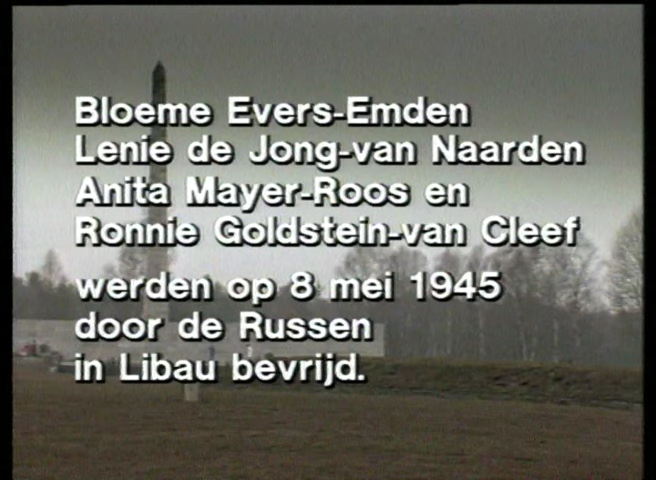 Bloeme Evers-Emden
Lenie de Jong-van Naarden
Anita Mayer-Roos en
Ronnie Goldstein-van Cleef
werden op 8 mei 1945
door de Russen
in Libau bevrijd.